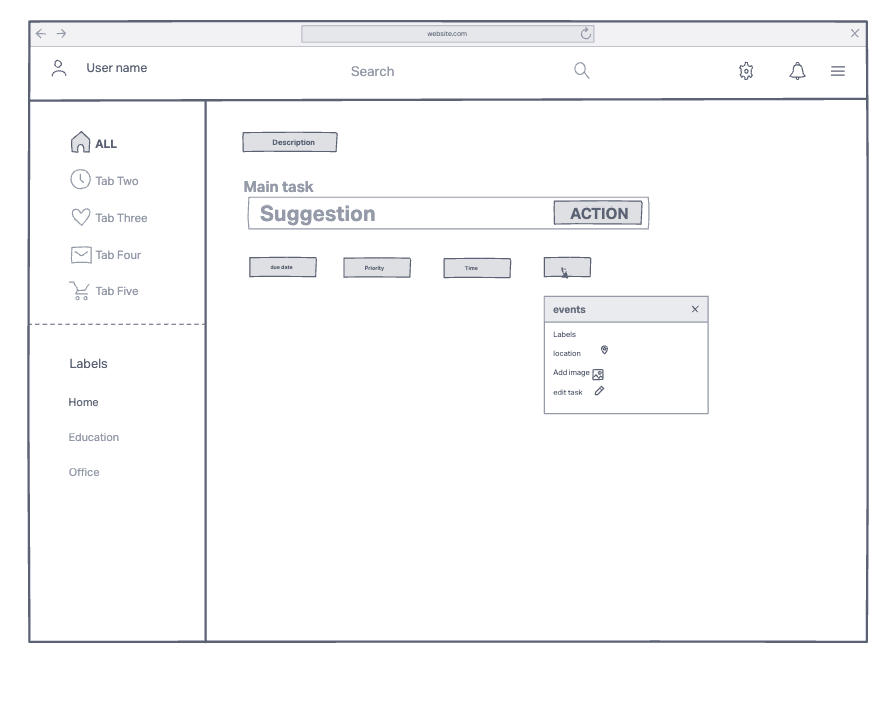 website.com
User name
Search
ALL
Tab Two
Tab Three
Tab Four
Tab Five
Labels
Home
Education
Office
Description
Main task
Suggestion ACTION
due date Priority Time
events
Labels
location
Add image
edit task